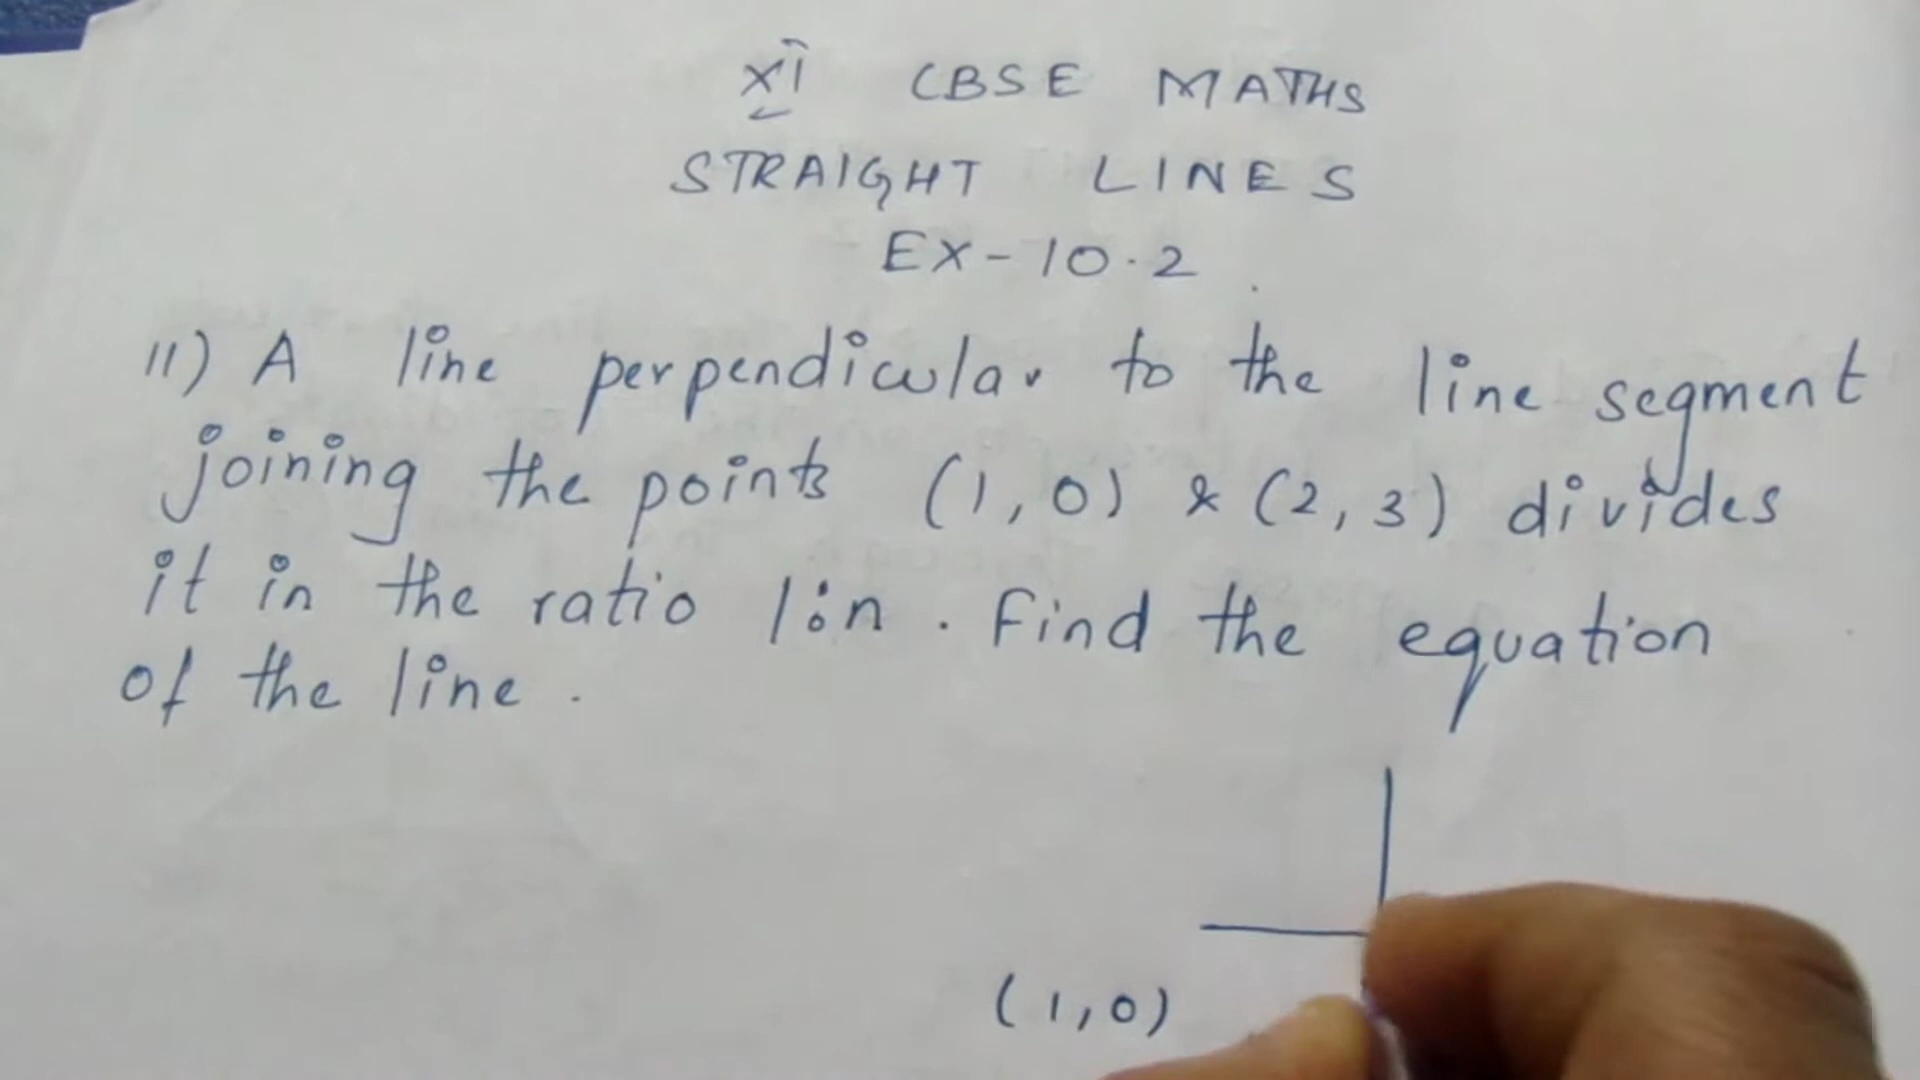 XI CBSE MATHS
STRAIGHT LINES
EX-10.2
11) A line perpendicular to the line segment
joining the points (1,0) & (2,3) divides
it in the ratio 1:n. Find the equation
of the line.
(1,0)